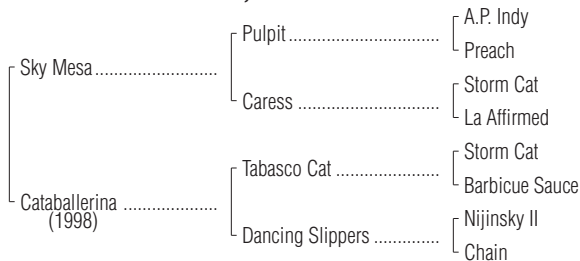 A.P. Indy
Pulpit
Preach
Sky Mesa
Storm Cat
Caress
La Affirmed
Storm Cat
Tabasco Cat
Barbicue Sauce
Cataballerina
(1998)
Nijinsky II
Dancing Slippers
Chain